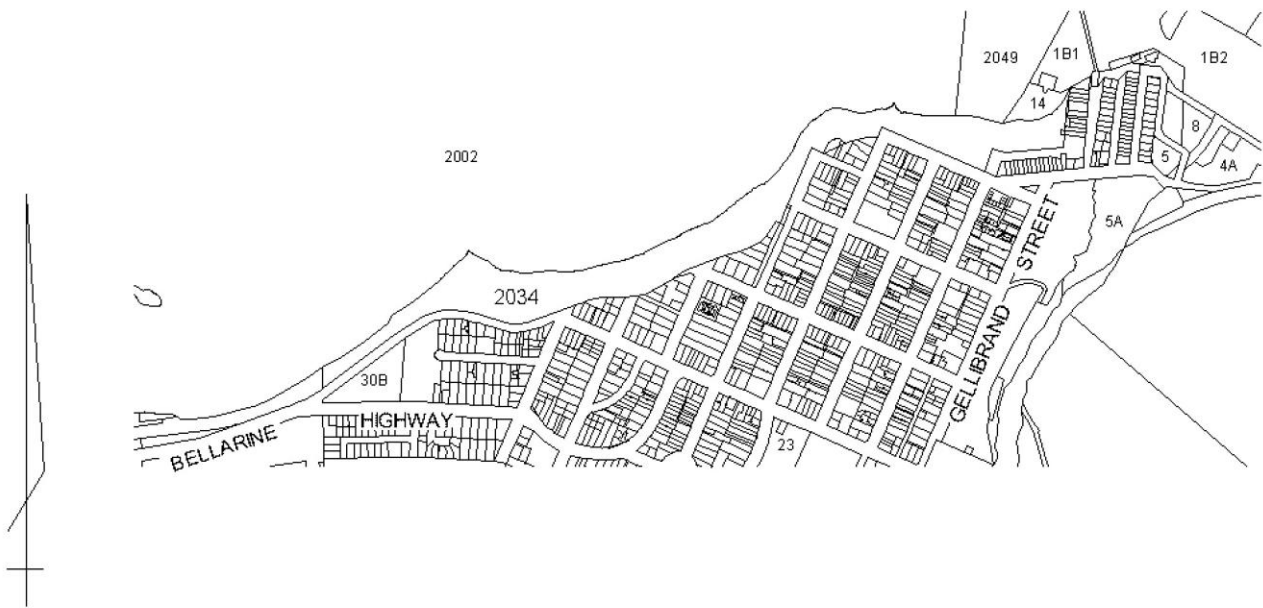 2049
1B1
1B2
14
8
2002
5
4A
5A
STREET
2034
GELLIBRAND
30B
HIGHWAY
BELLARINE
23